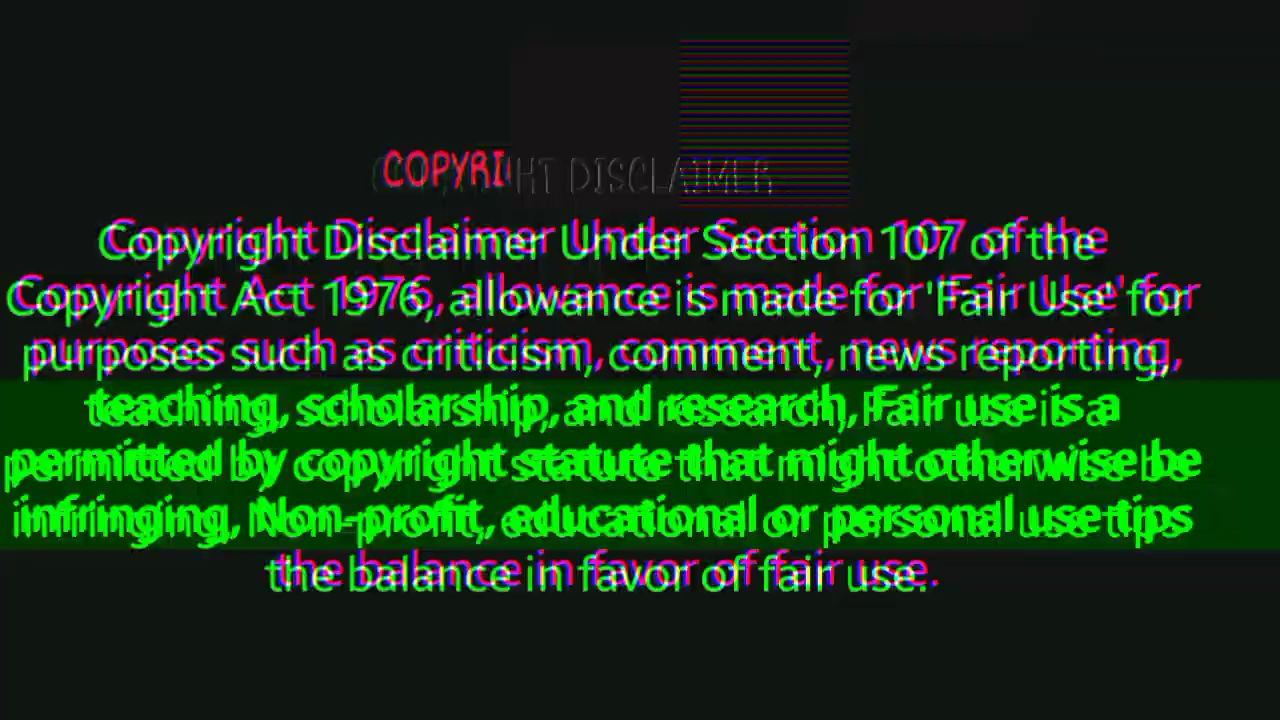 COPYRIGHT DISCLAIMER
Copyright Disclaimer Under Section 107 of the
Copyright Act 1976, allowance is made for 'Fair Use' for
purposes such as criticism, comment, news reporting,
teaching, scholarship, and research, Fair use is a
permitted by copyright statute that might otherwise be
infringing, Non-profit, educational or personal use tips
the balance in favor of fair use.